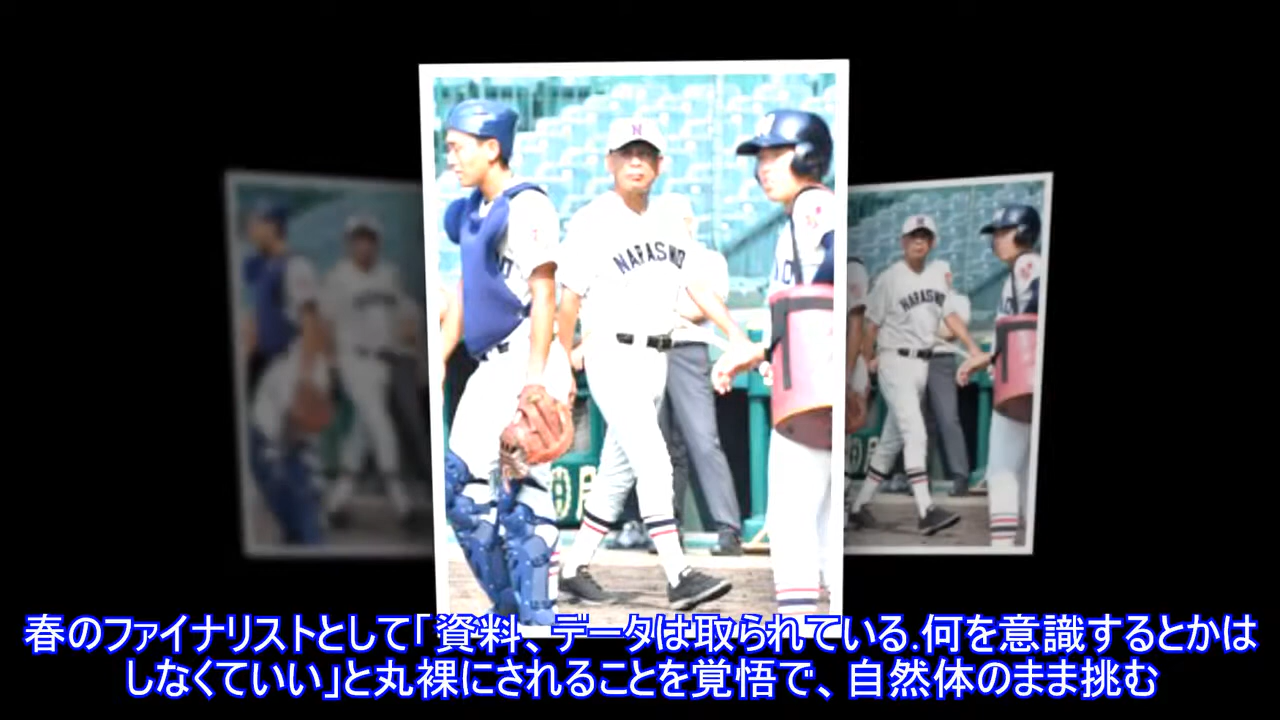 N
NARASHINO
NARASHINO
春のファイナリストとして「資料、データは取られている.何を意識するとかは
しなくていい」と丸裸にされることを覚悟で、自然体のまま挑む